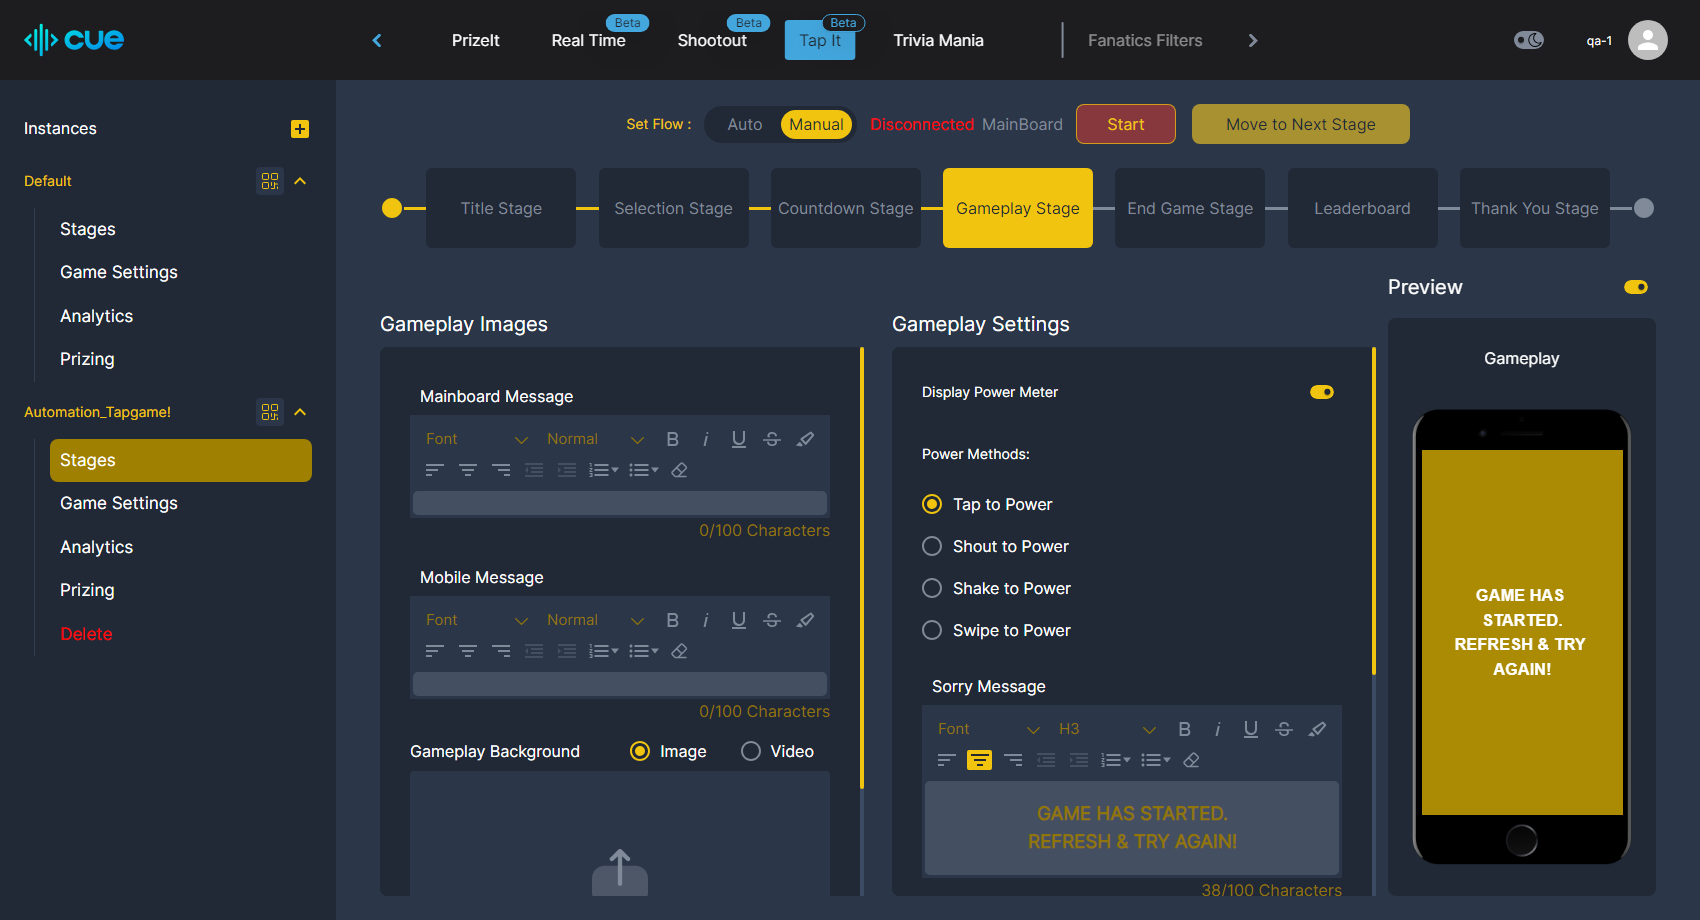 cue
PrizeIt
Real Time
Beta
Shootout
Beta
Tap It
Beta
Trivia Mania
Fanatics Filters
qa-1
Instances
Default
Stages
Game Settings
Analytics
Prizing
Automation_Tapgame!
Stages
Game Settings
Analytics
Prizing
Delete
Set Flow :
Auto
Manual
Disconnected
MainBoard
Start
Move to Next Stage
Title Stage
Selection Stage
Countdown Stage
Gameplay Stage
End Game Stage
Leaderboard
Thank You Stage
Gameplay Images
Mainboard Message
Font
Normal
B
i
U
S
0/100 Characters
Mobile Message
Font
Normal
B
i
U
S
0/100 Characters
Gameplay Background
Image
Video
Gameplay Settings
Display Power Meter
Power Methods:
Tap to Power
Shout to Power
Shake to Power
Swipe to Power
Sorry Message
Font
H3
B
i
U
S
GAME HAS STARTED.
REFRESH & TRY AGAIN!
38/100 Characters
Preview
Gameplay
GAME HAS
STARTED.
REFRESH & TRY
AGAIN!